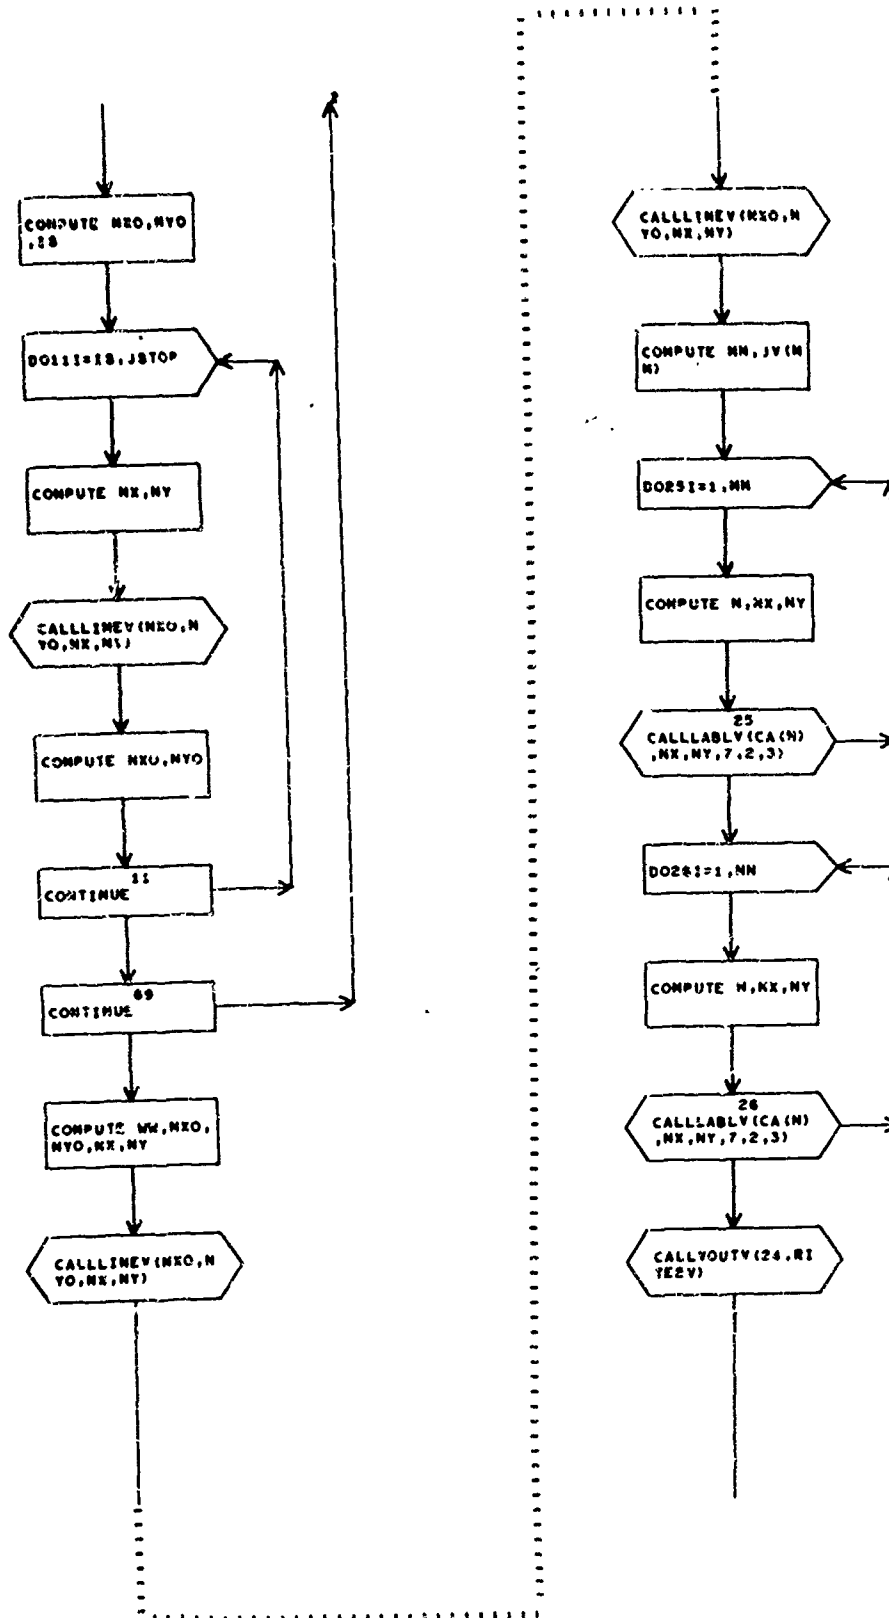 COMPUTE NXO,NYO
,IS
DO11I=IS,JSTOP
COMPUTE NX,NY
CALLLINEV(NXO,N
YO,NX,NY)
COMPUTE NXO,NYO
11
CONTINUE
69
CONTINUE
COMPUTE WW,NXO,
NYO,NX,NY
CALLLINEV(NXO,N
YO,NX,NY)
CALLLINEV(NXO,N
YO,NX,NY)
COMPUTE NN,JV(N
N)
DO25I=1,NN
COMPUTE N,NX,NY
25
CALLLABLV(CA(N)
,NX,NY,7,2,3)
DO26I=1,NN
COMPUTE N,NX,NY
26
CALLLABLV(CA(N)
,NX,NY,7,2,3)
CALLVOUTV(24,RI
TE2V)